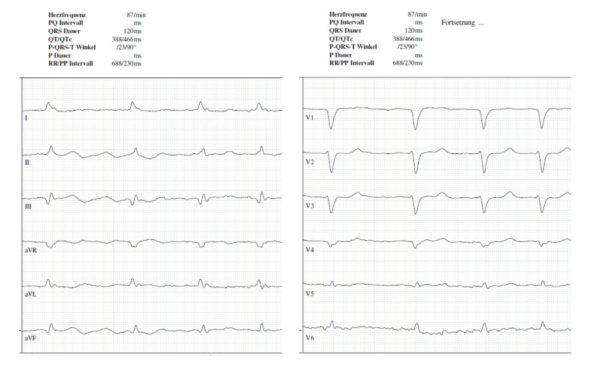 Herzfrequenz 87/min
PQ Intervall ms
QRS Dauer 120ms
QT/QTc 388/466ms
P-QRS-T Winkel /23/90°
P Dauer ms
RR/PP Intervall 688/230ms
I
II
III
aVR
aVL
aVF
Herzfrequenz 87/min
PQ Intervall ms Fortsetzung ...
QRS Dauer 120ms
QT/QTc 388/466ms
P-QRS-T Winkel /23/90°
P Dauer ms
RR/PP Intervall 688/230ms
V1
V2
V3
V4
V5
V6